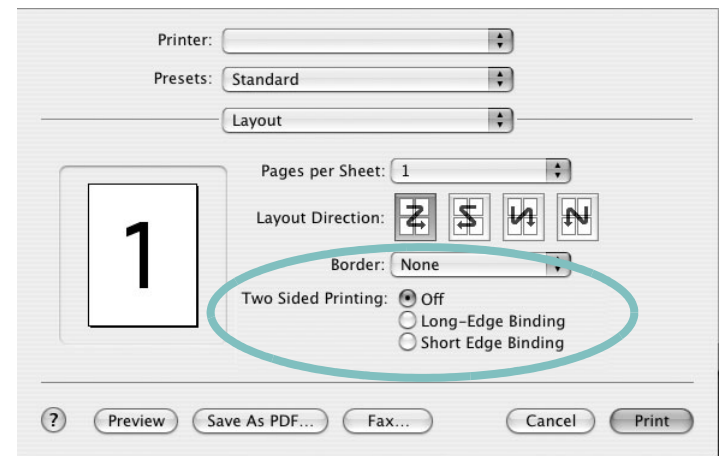 Printer:
Presets: Standard
Layout
Pages per Sheet: 1
1
Layout Direction:
Border: None
Two Sided Printing: Off
Long-Edge Binding
Short Edge Binding
? Preview Save As PDF... Fax... Cancel Print